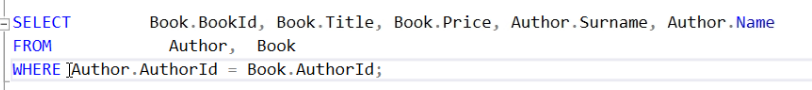 SELECT Book.BookId, Book.Title, Book.Price, Author.Surname, Author.Name
FROM Author, Book
WHERE Author.AuthorId = Book.AuthorId;